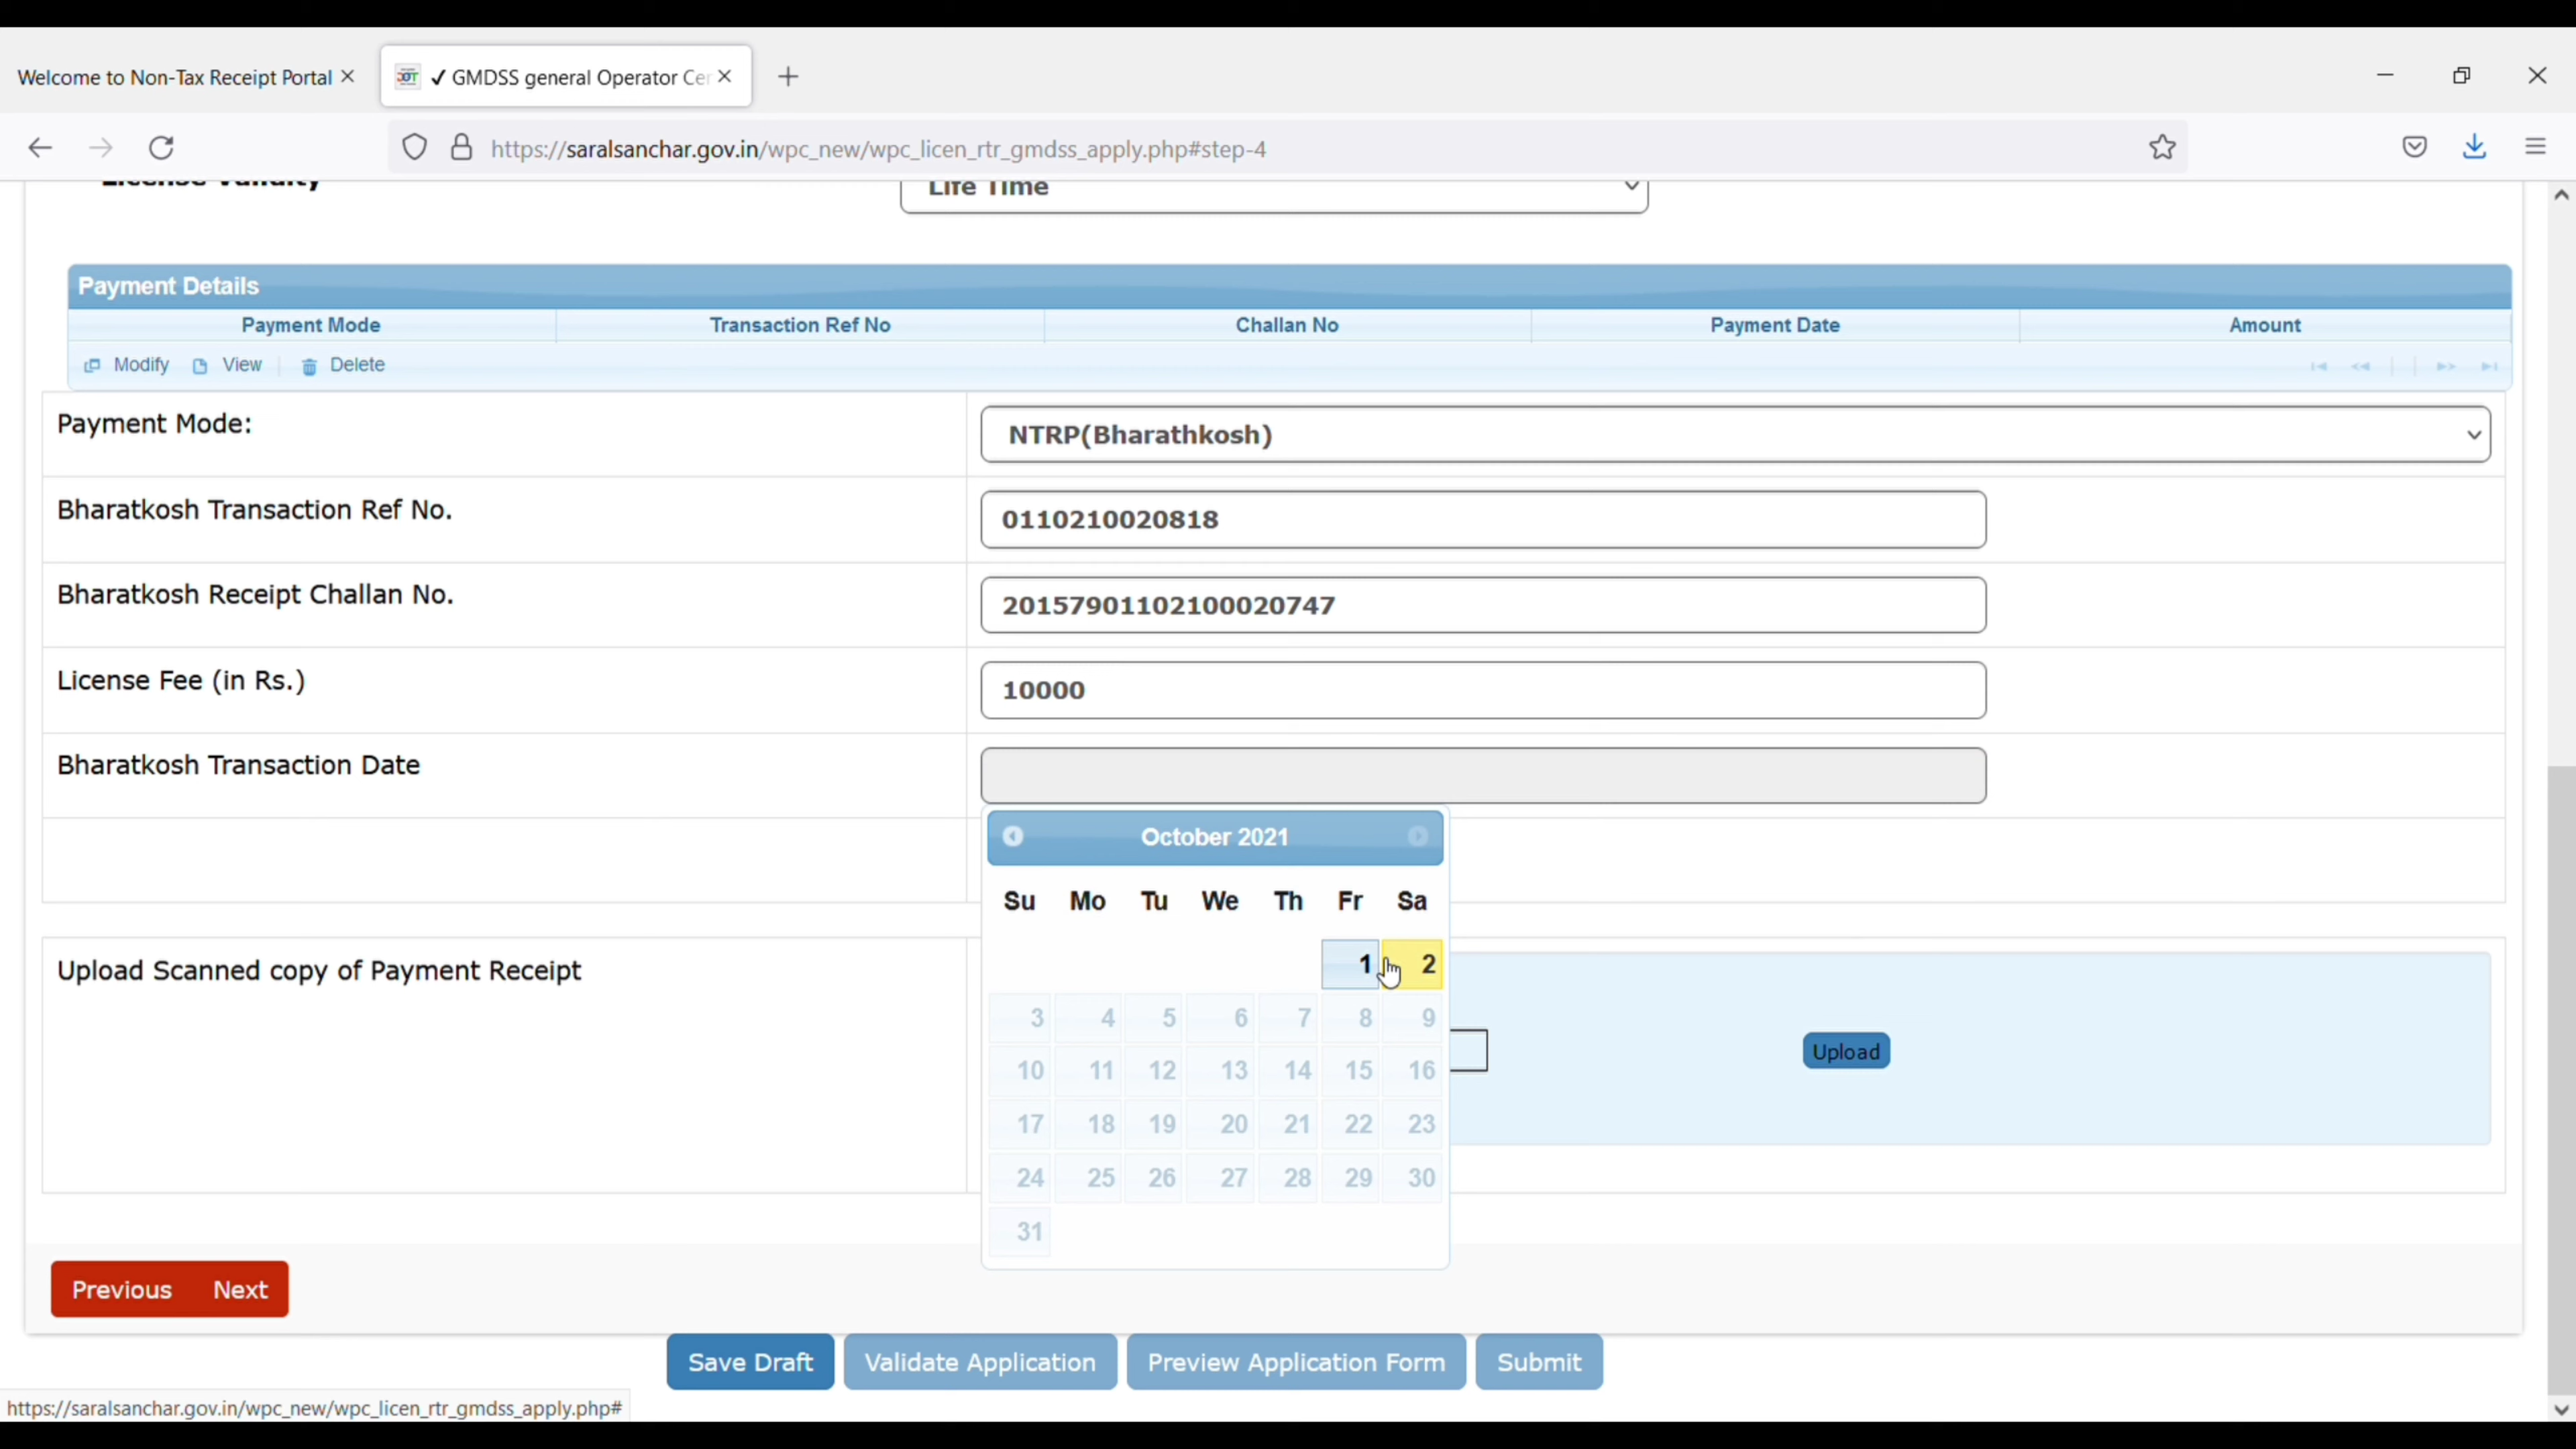 Welcome to Non-Tax Receipt Portal
✓ GMDSS general Operator Cer
https://saralsanchar.gov.in/wpc_new/wpc_licen_rtr_gmdss_apply.php#step-4
License Validity
Life Time
Payment Details
Payment Mode Transaction Ref No Challan No Payment Date Amount
Modify View Delete
Payment Mode: NTRP(Bharathkosh)
Bharatkosh Transaction Ref No. 0110210020818
Bharatkosh Receipt Challan No. 20157901102100020747
License Fee (in Rs.) 10000
Bharatkosh Transaction Date
October 2021
Su Mo Tu We Th Fr Sa
1 2
3 4 5 6 7 8 9
10 11 12 13 14 15 16
17 18 19 20 21 22 23
24 25 26 27 28 29 30
31
Upload Scanned copy of Payment Receipt
Upload
Previous Next
Save Draft Validate Application Preview Application Form Submit
https://saralsanchar.gov.in/wpc_new/wpc_licen_rtr_gmdss_apply.php#